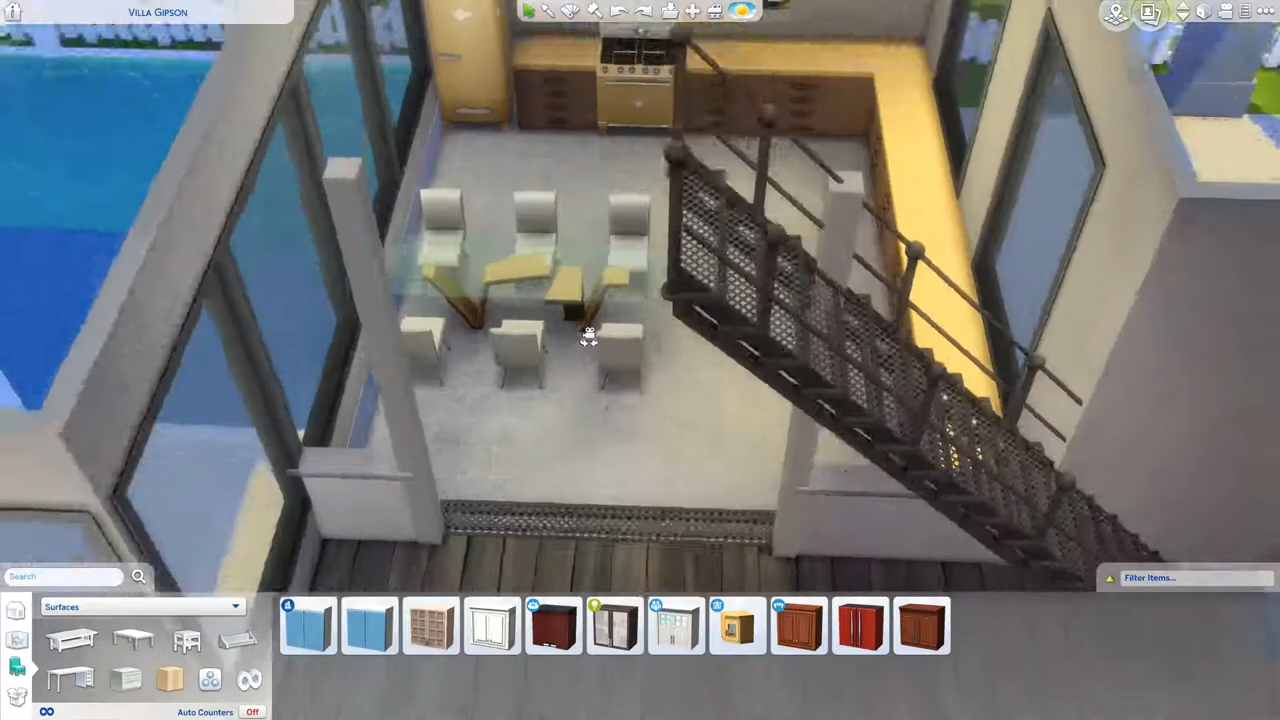 VILLA GIPSON
Search
Filter Items...
Surfaces
Auto Counters
Off